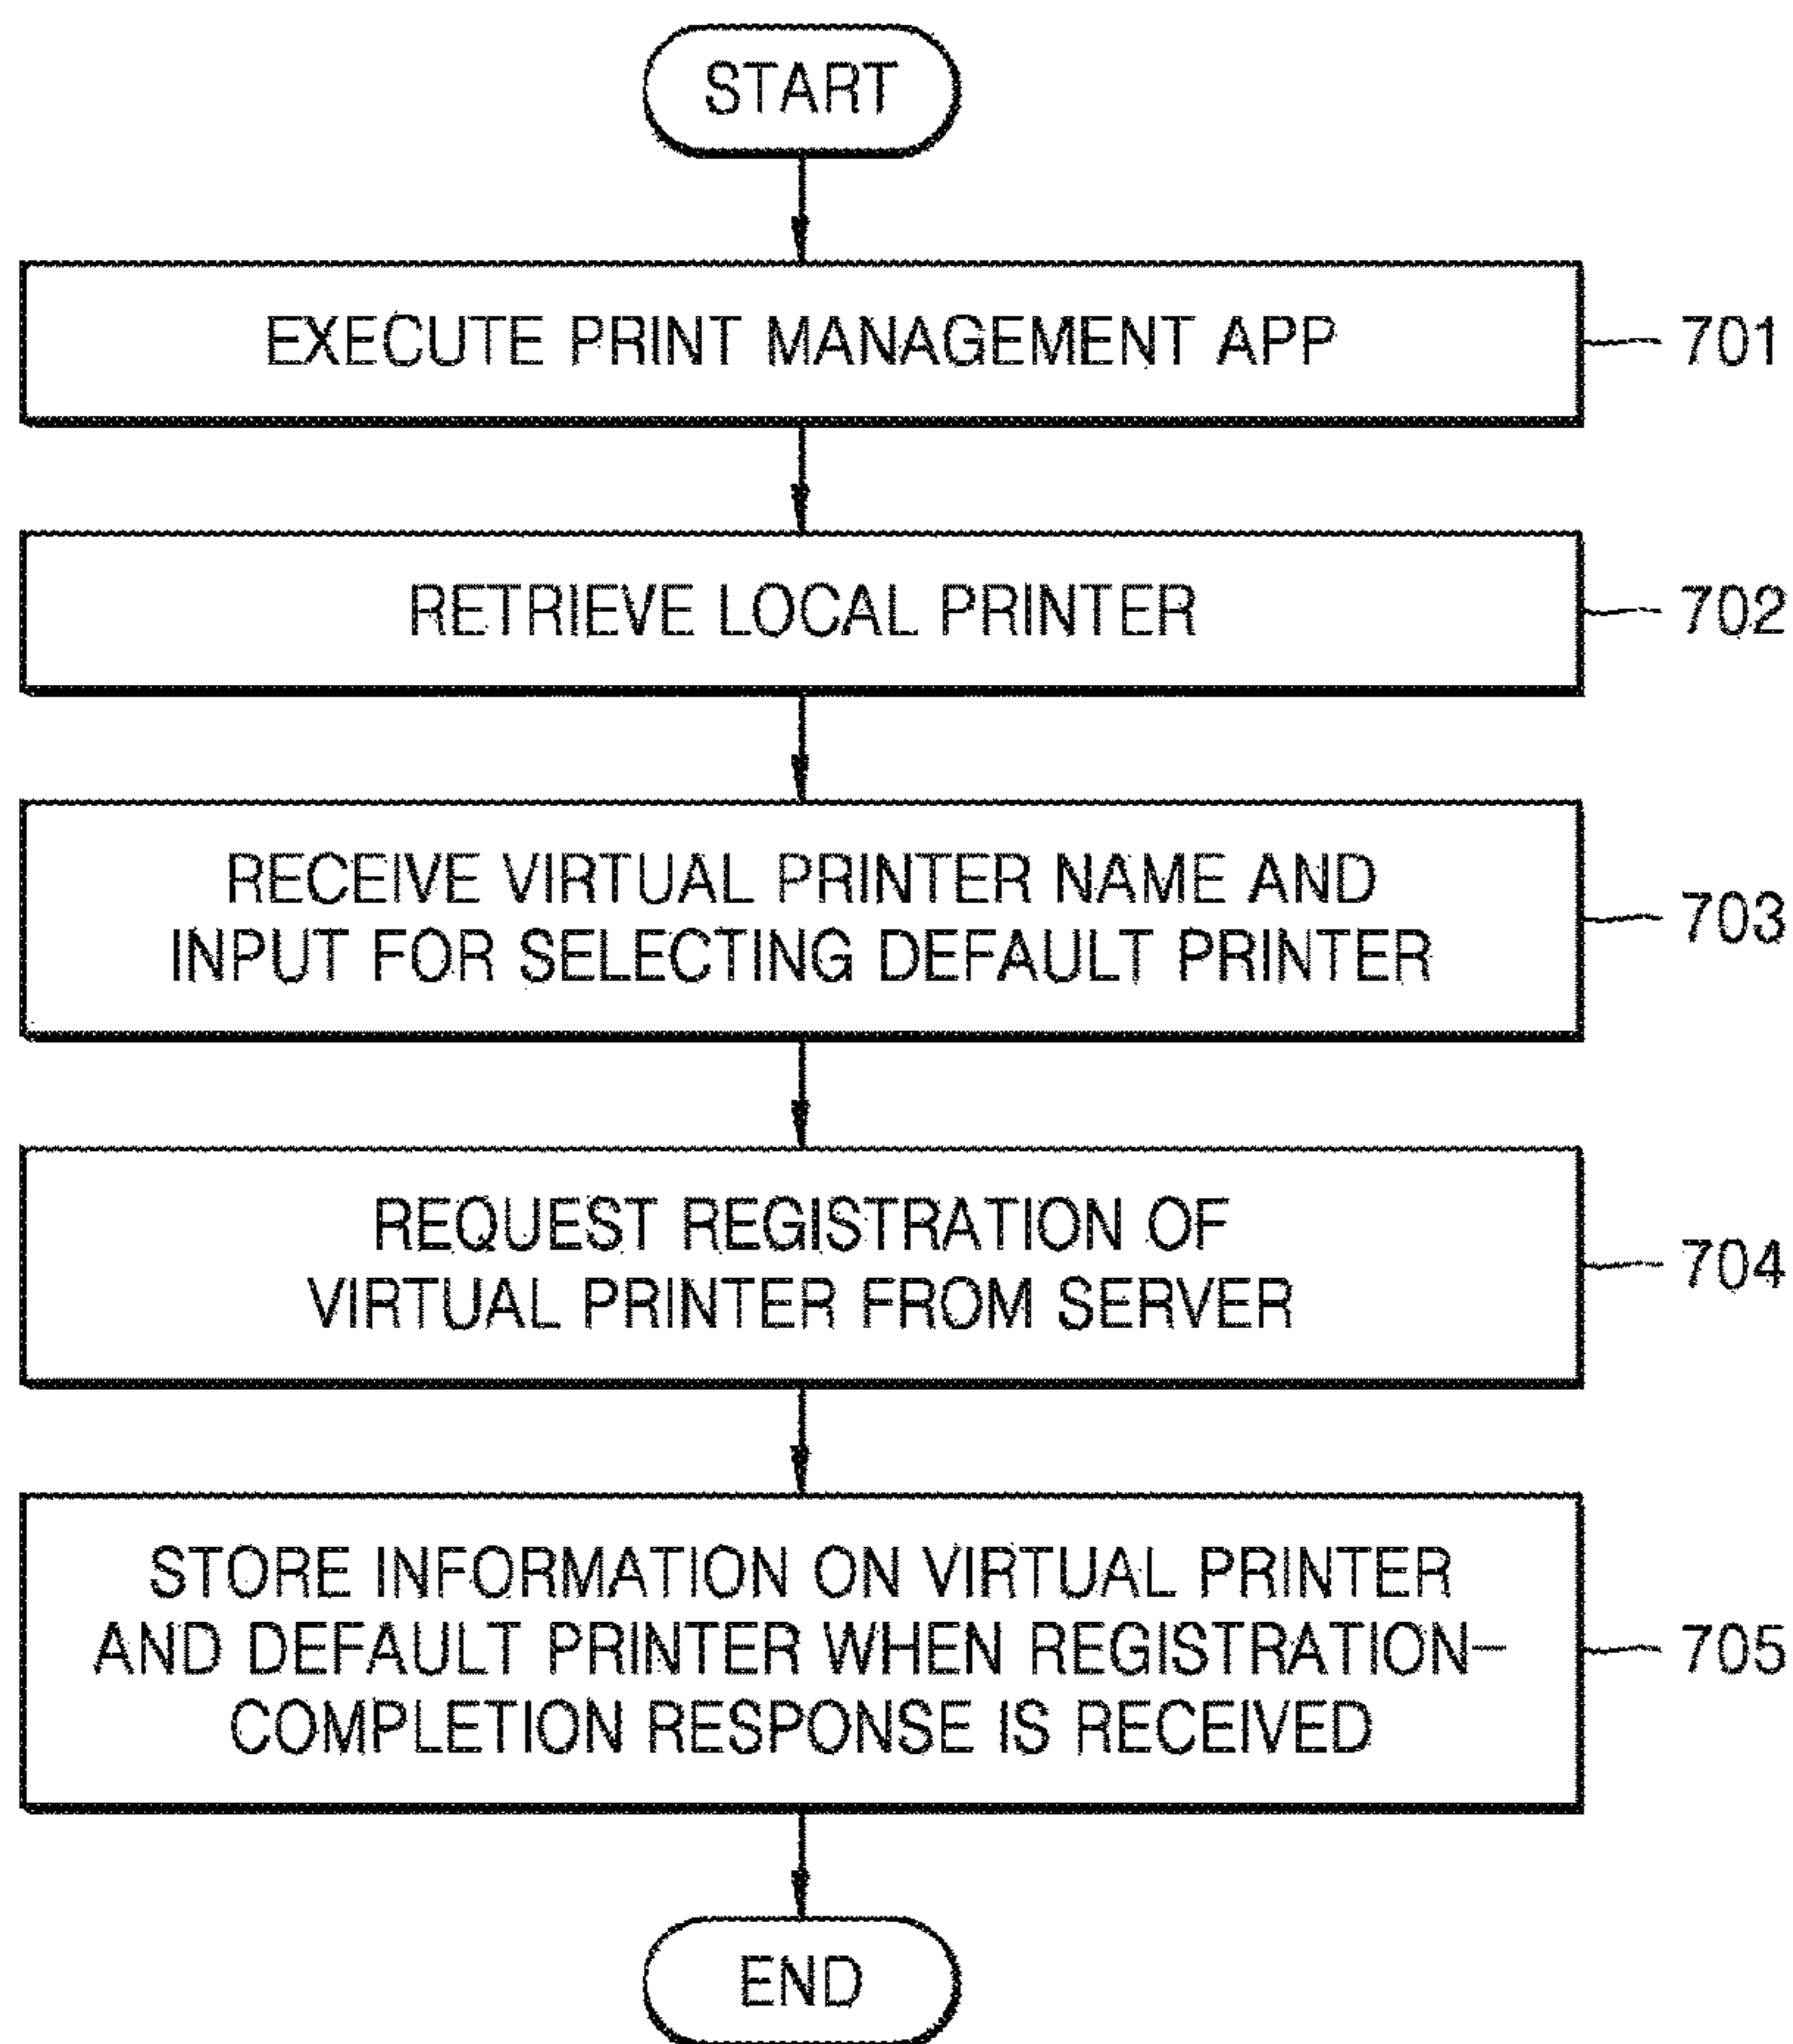 START
EXECUTE PRINT MANAGEMENT APP
701
RETRIEVE LOCAL PRINTER
702
RECEIVE VIRTUAL PRINTER NAME AND
INPUT FOR SELECTING DEFAULT PRINTER
703
REQUEST REGISTRATION OF
VIRTUAL PRINTER FROM SERVER
704
STORE INFORMATION ON VIRTUAL PRINTER
AND DEFAULT PRINTER WHEN REGISTRATION-
COMPLETION RESPONSE IS RECEIVED
705
END